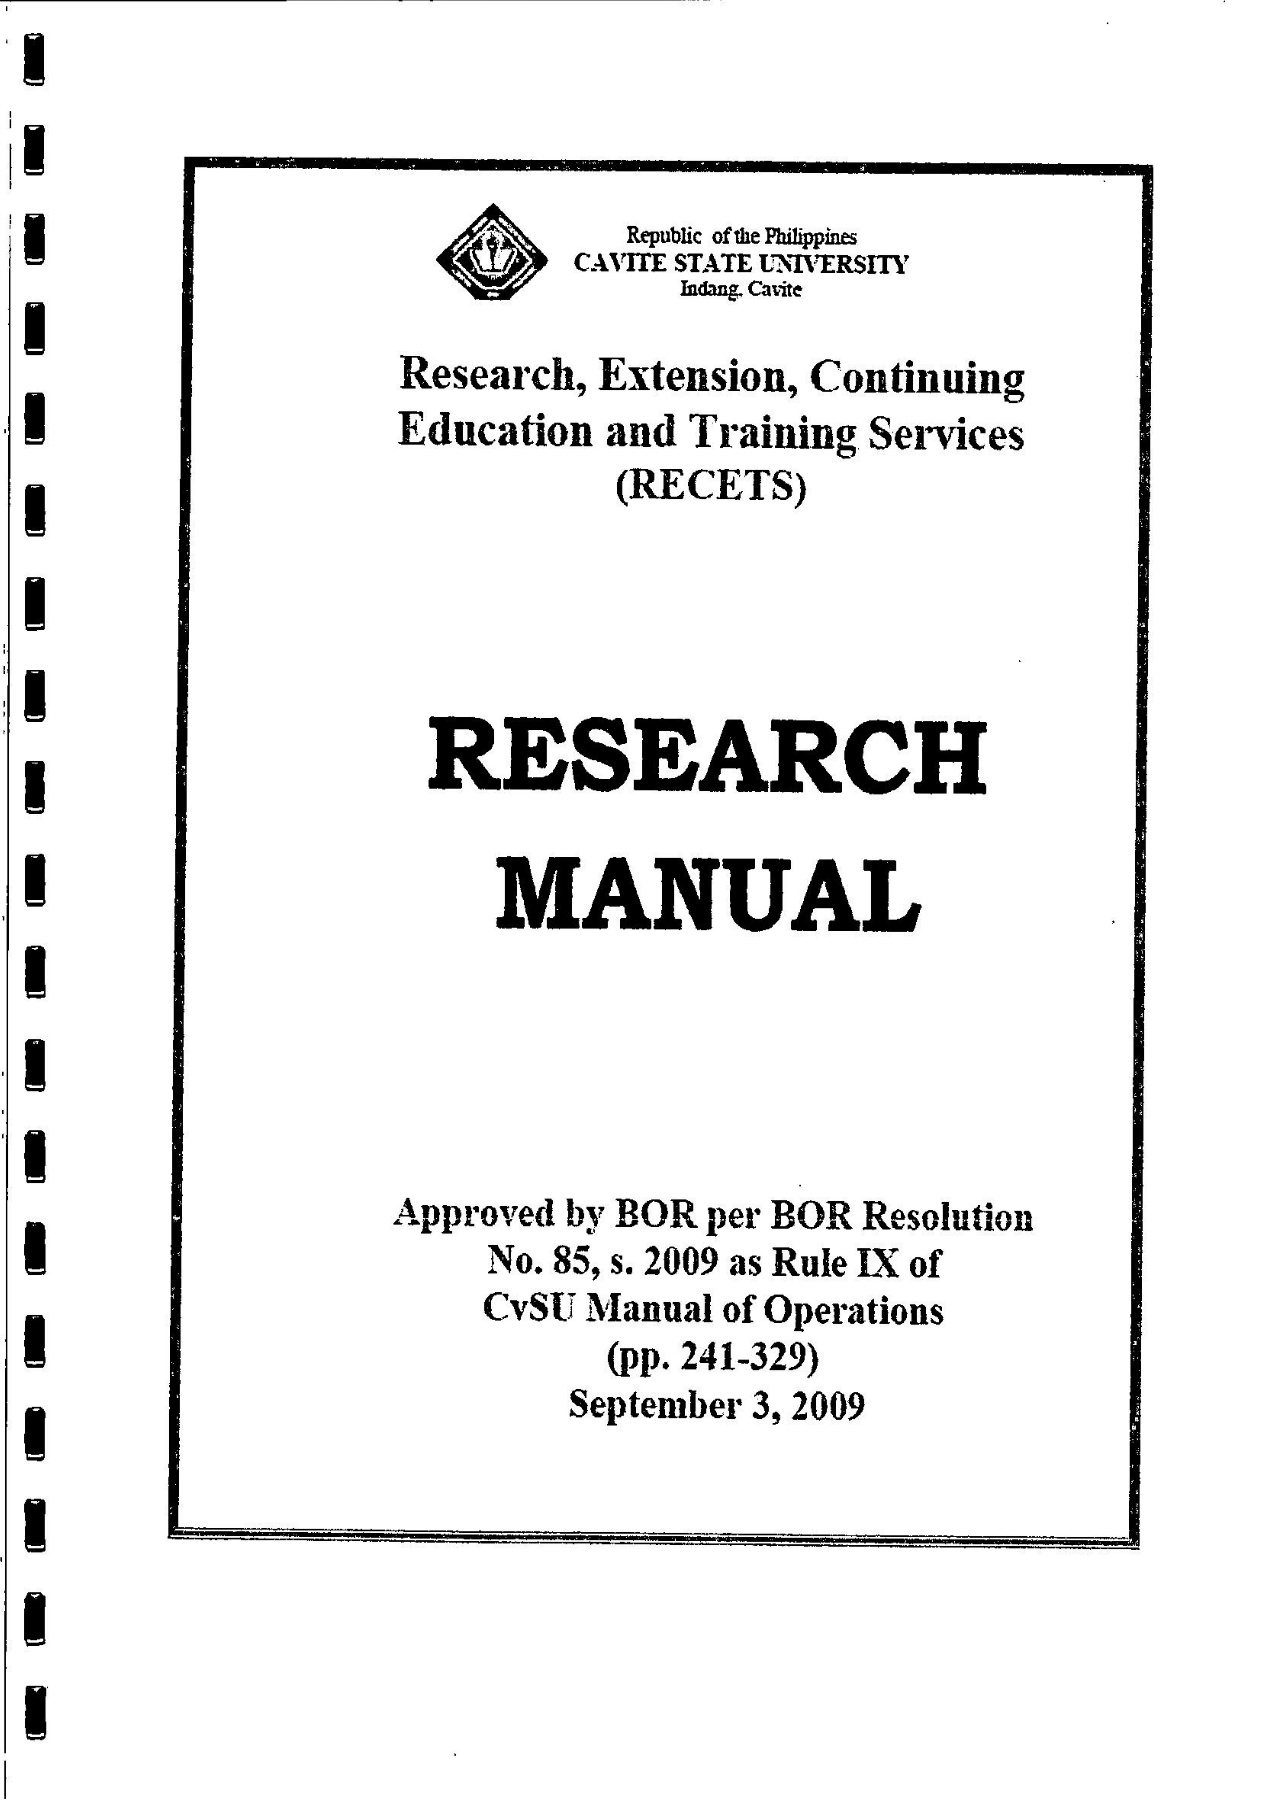 Republic of the Philippines
CAVITE STATE UNIVERSITY
Indang, Cavite
Research, Extension, Continuing
Education and Training Services
(RECETS)
RESEARCH
MANUAL
Approved by BOR per BOR Resolution
No. 85, s. 2009 as Rule IX of
CvSU Manual of Operations
(pp. 241-329)
September 3, 2009